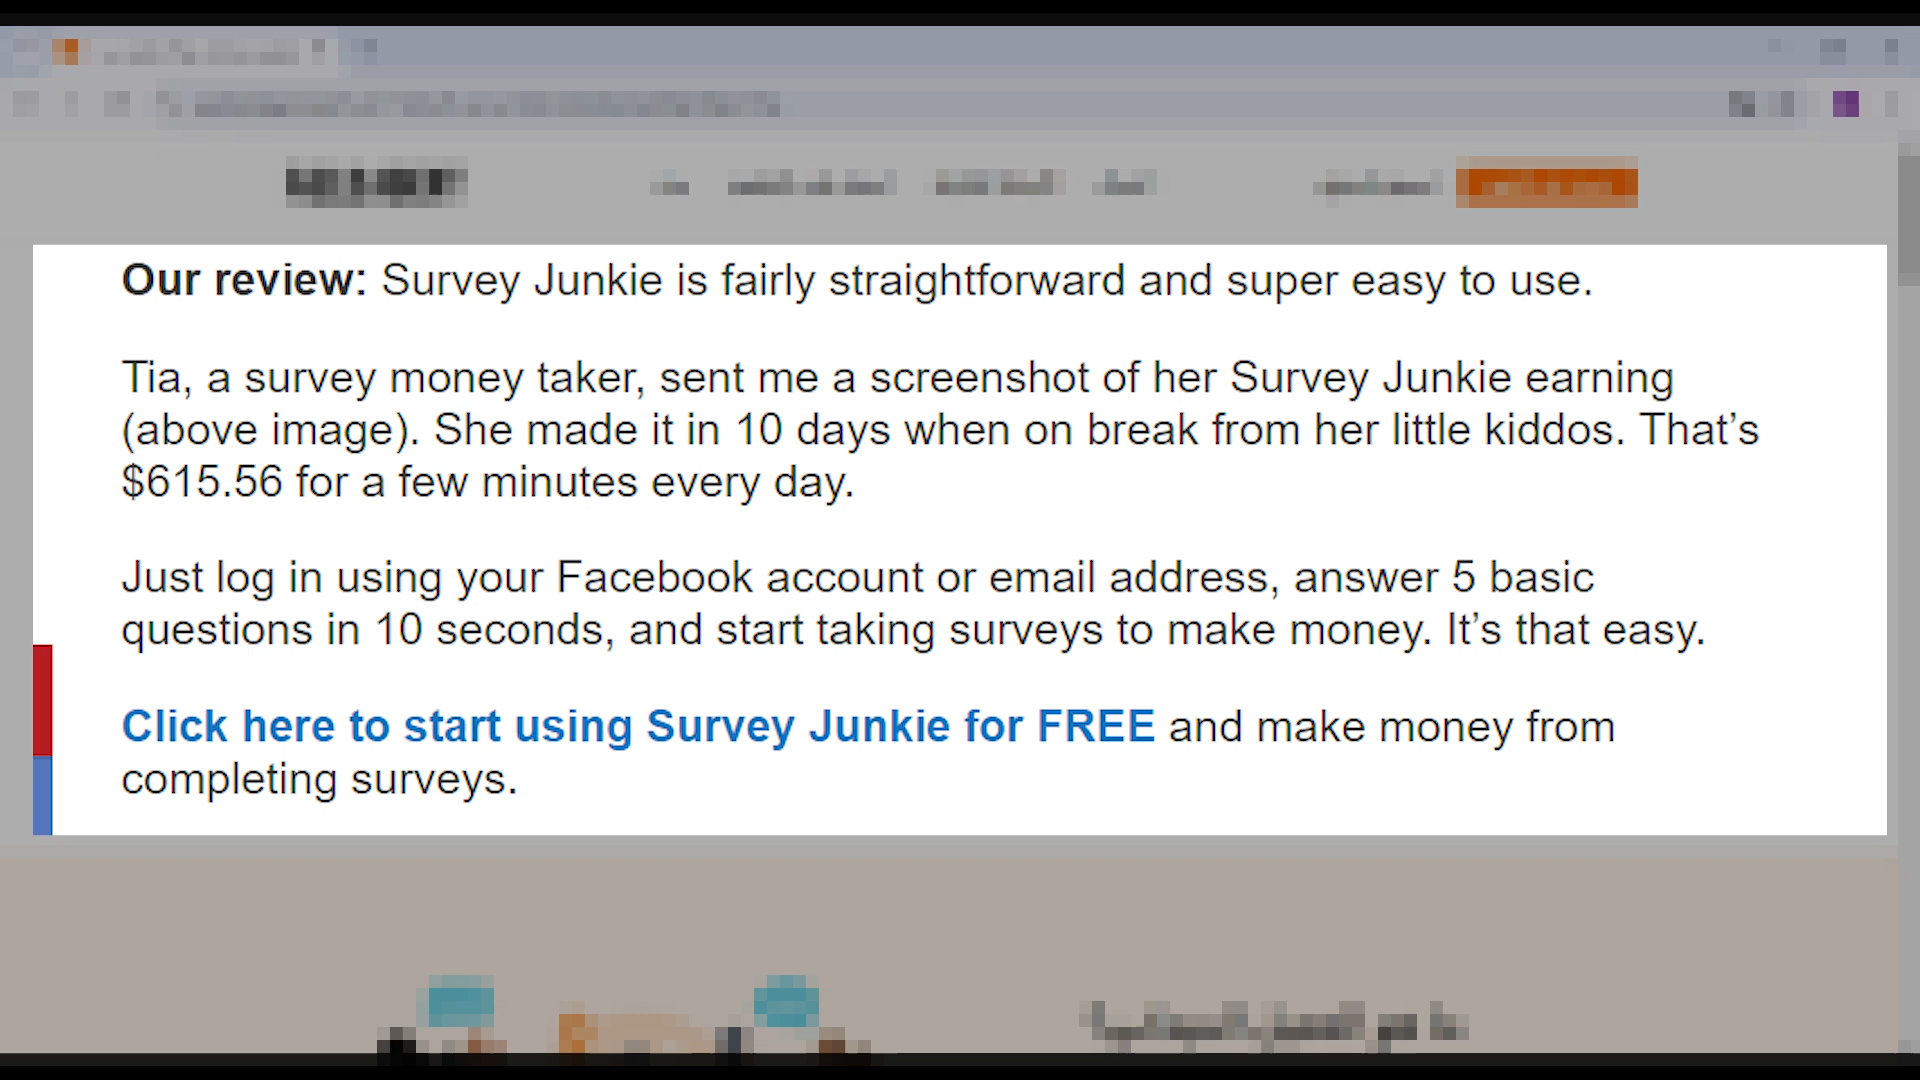 Our review: Survey Junkie is fairly straightforward and super easy to use.
Tia, a survey money taker, sent me a screenshot of her Survey Junkie earning
(above image). She made it in 10 days when on break from her little kiddos. That’s
$615.56 for a few minutes every day.
Just log in using your Facebook account or email address, answer 5 basic
questions in 10 seconds, and start taking surveys to make money. It’s that easy.
Click here to start using Survey Junkie for FREE and make money from
completing surveys.